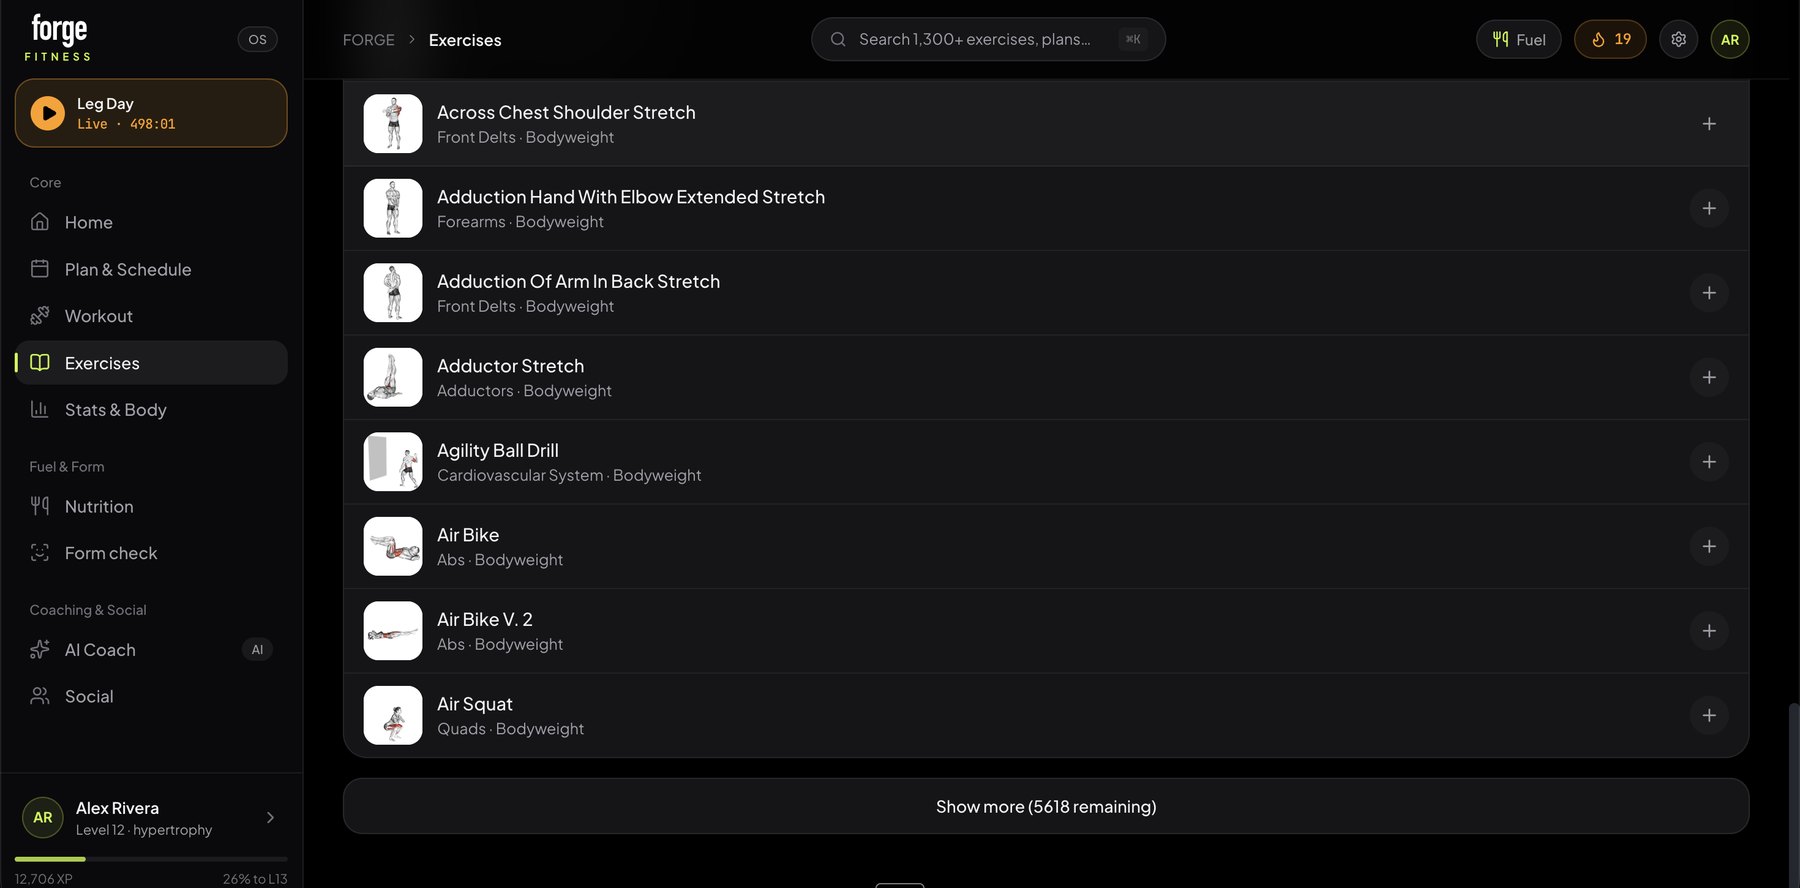 forge
FITNESS
OS
Leg Day
Live · 498:01
Core
Home
Plan & Schedule
Workout
Exercises
Stats & Body
Fuel & Form
Nutrition
Form check
Coaching & Social
AI Coach
AI
Social
AR
Alex Rivera
Level 12 · hypertrophy
12,706 XP
26% to L13
FORGE > Exercises
Search 1,300+ exercises, plans...
⌘K
Fuel
19
AR
Across Chest Shoulder Stretch
Front Delts · Bodyweight
Adduction Hand With Elbow Extended Stretch
Forearms · Bodyweight
Adduction Of Arm In Back Stretch
Front Delts · Bodyweight
Adductor Stretch
Adductors · Bodyweight
Agility Ball Drill
Cardiovascular System · Bodyweight
Air Bike
Abs · Bodyweight
Air Bike V. 2
Abs · Bodyweight
Air Squat
Quads · Bodyweight
Show more (5618 remaining)